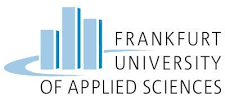 FRANKFURT
UNIVERSITY
OF APPLIED SCIENCES